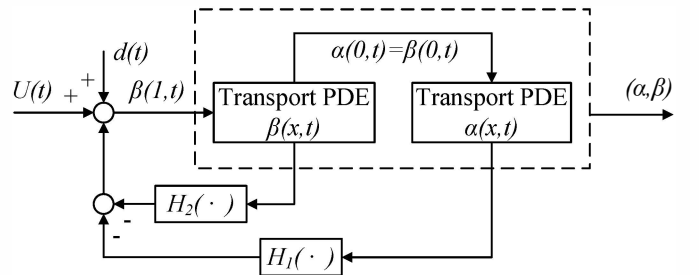 d(t)
α(0,t)=β(0,t)
U(t)
+
+
β(1,t)
Transport PDE
β(x,t)
Transport PDE
α(x,t)
(α,β)
H₂( · )
-
-
H₁( · )